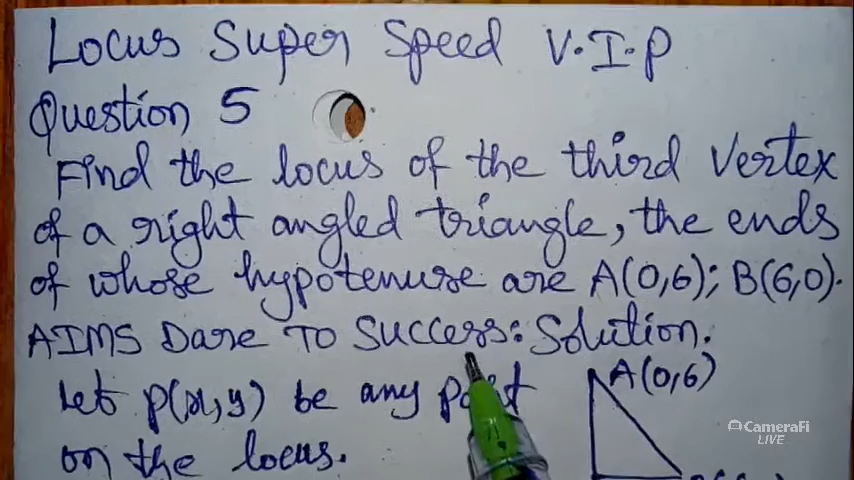 Locus Super Speed V.I.P
Question 5
Find the locus of the third Vertex
of a right angled triangle, the ends
of whose hypotenuse are A(0,6); B(6,0).
AIMS Dare TO Success: Solution.
Let P(x,y) be any point
on the locus.
A(0,6)
CameraFi
LIVE